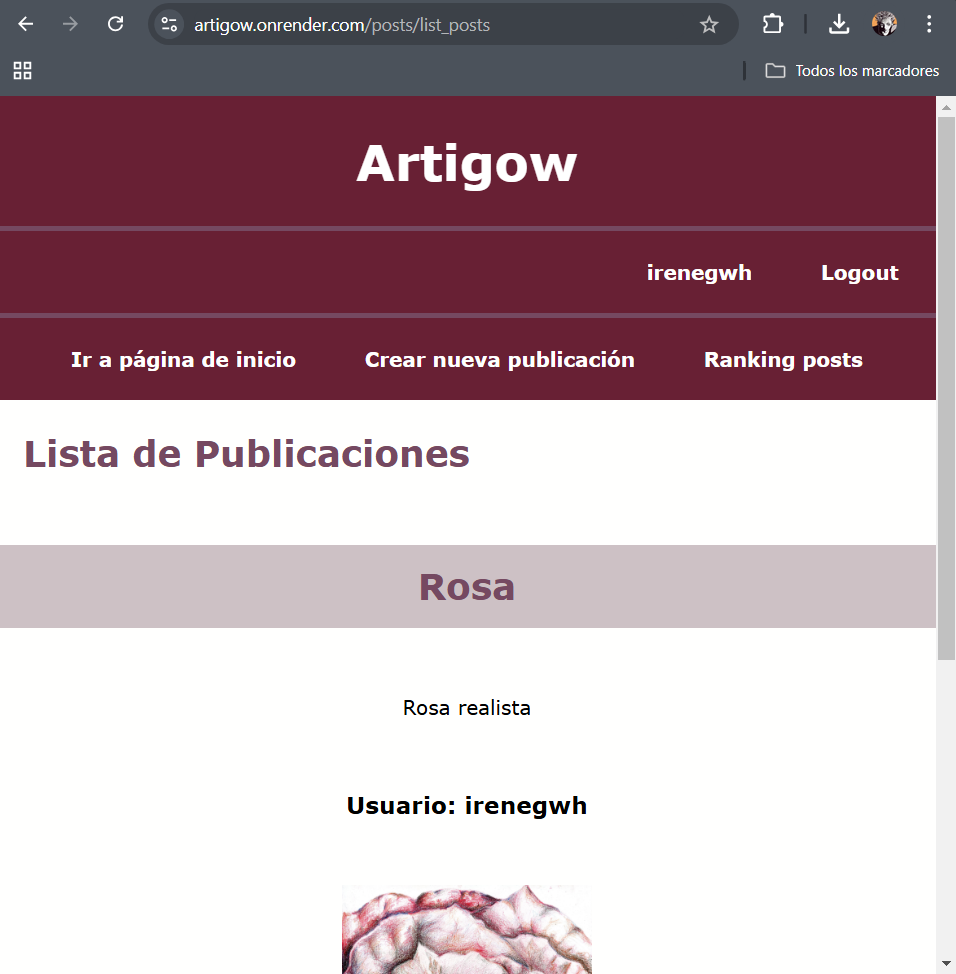 artigow.onrender.com/posts/list_posts
Todos los marcadores
Artigow
irenegwh Logout
Ir a página de inicio Crear nueva publicación Ranking posts
Lista de Publicaciones
Rosa
Rosa realista
Usuario: irenegwh